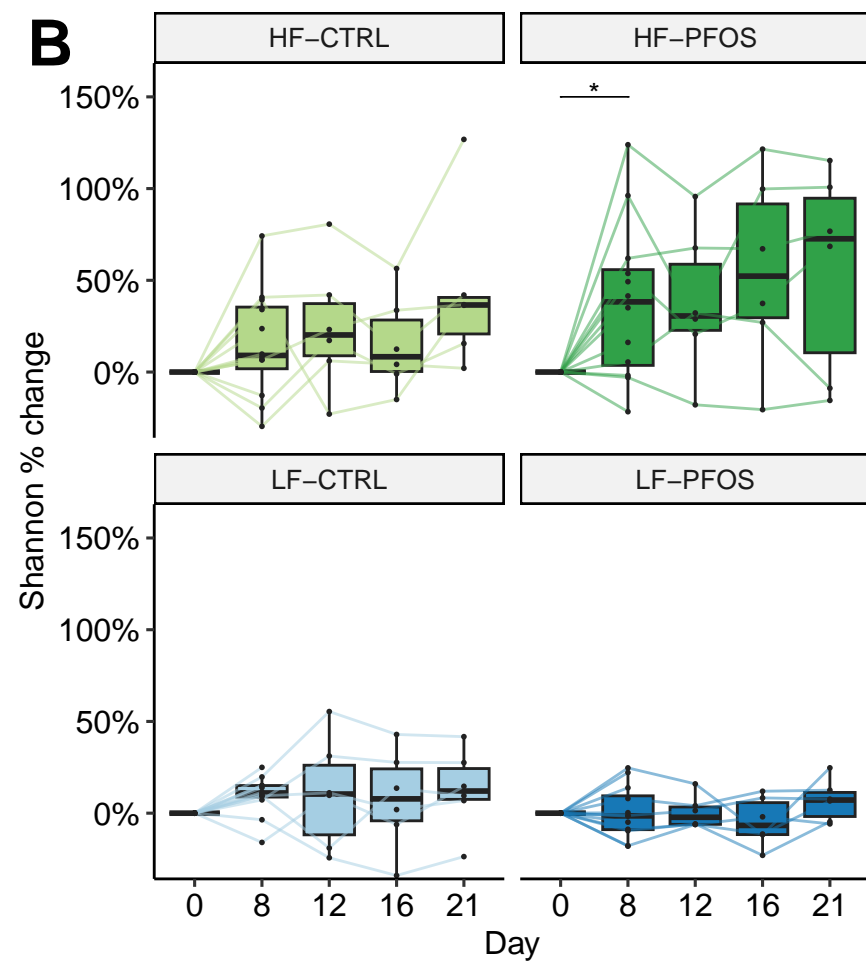 B
HF−CTRL
HF−PFOS
Shannon % change
150%
100%
50%
0%
*
LF−CTRL
LF−PFOS
150%
100%
50%
0%
0 8 12 16 21
0 8 12 16 21
Day